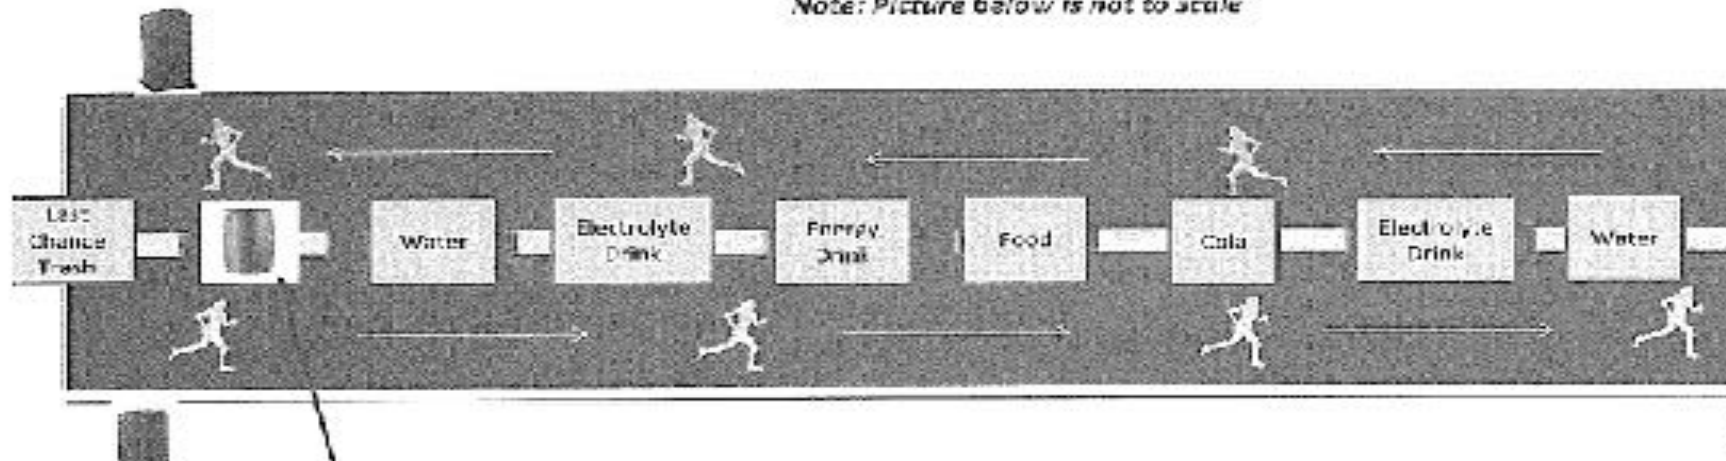 Note: Picture below is not to scale
Last
Chance
Trash
Water
Electrolyte
Drink
Energy
Drink
Food
Cola
Electrolyte
Drink
Water